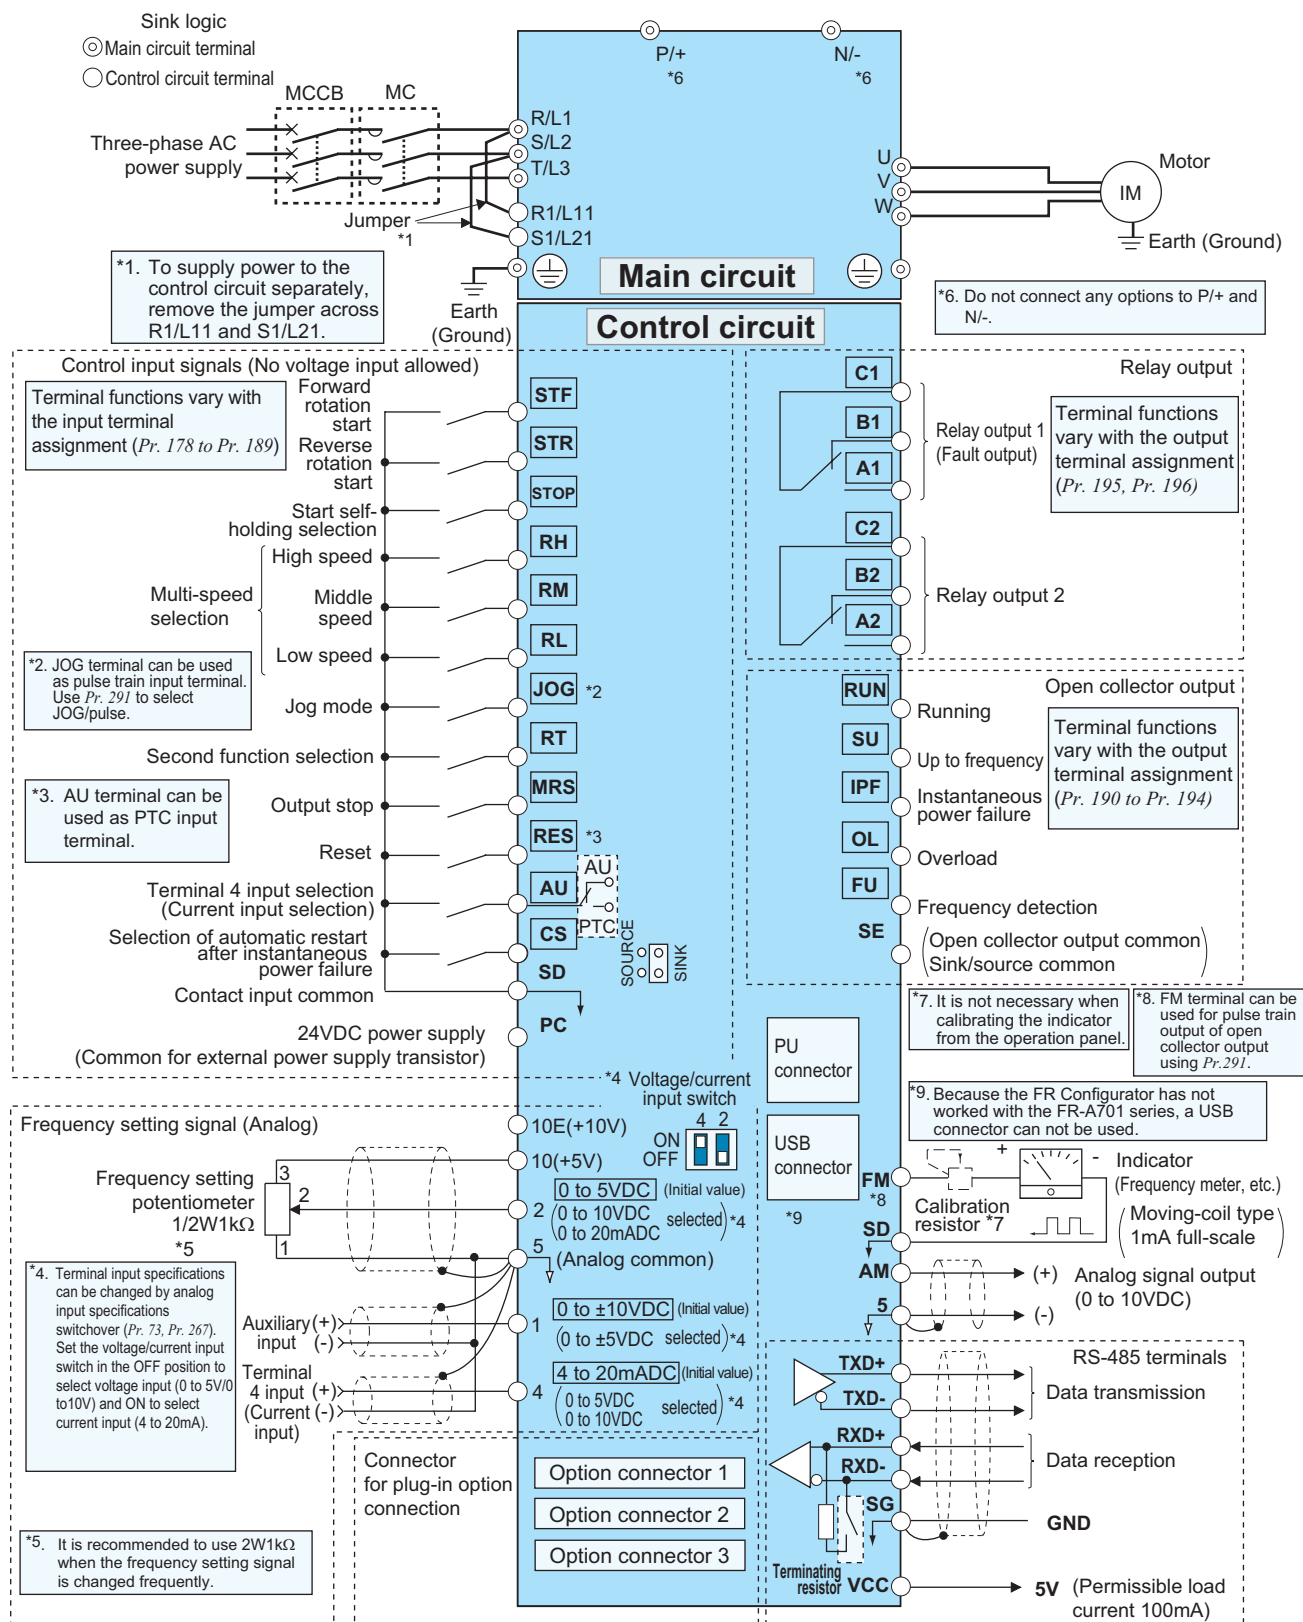 Sink logic
Main circuit terminal
Control circuit terminal
MCCB
MC
Three-phase AC
power supply
Jumper
*1
R/L1
S/L2
T/L3
R1/L11
S1/L21
P/+
*6
N/-
*6
U
V
W
Motor
IM
Earth (Ground)
Earth
(Ground)
Main circuit
*1. To supply power to the
control circuit separately,
remove the jumper across
R1/L11 and S1/L21.
*6. Do not connect any options to P/+ and
N/-.
Control circuit
Control input signals (No voltage input allowed)
Terminal functions vary with
the input terminal
assignment (Pr. 178 to Pr. 189)
Forward
rotation
start
STF
Reverse
rotation
start
STR
Start self-
holding selection
STOP
Multi-speed
selection
High speed
RH
Middle
speed
RM
Low speed
RL
*2. JOG terminal can be used
as pulse train input terminal.
Use Pr. 291 to select
JOG/pulse.
Jog mode
JOG
*2
Second function selection
RT
*3. AU terminal can be
used as PTC input
terminal.
Output stop
MRS
Reset
RES
*3
Terminal 4 input selection
(Current input selection)
AU
AU
PTC
Selection of automatic restart
after instantaneous
power failure
CS
SOURCE
SINK
Contact input common
SD
24VDC power supply
(Common for external power supply transistor)
PC
Relay output
C1
B1
A1
Relay output 1
(Fault output)
Terminal functions
vary with the output
terminal assignment
(Pr. 195, Pr. 196)
C2
B2
A2
Relay output 2
Open collector output
RUN
Running
SU
Up to frequency
IPF
Instantaneous
power failure
OL
Overload
FU
Frequency detection
SE
(Open collector output common
Sink/source common)
Terminal functions
vary with the output
terminal assignment
(Pr. 190 to Pr. 194)
*7. It is not necessary when
calibrating the indicator
from the operation panel.
*8. FM terminal can be
used for pulse train
output of open
collector output
using Pr.291.
*9. Because the FR Configurator has not
worked with the FR-A701 series, a USB
connector can not be used.
PU
connector
USB
connector
*9
*4 Voltage/current
input switch
4 2
ON
OFF
Frequency setting signal (Analog)
10E(+10V)
10(+5V)
Frequency setting
potentiometer
1/2W1kΩ
*5
3
2
1
2
0 to 5VDC (Initial value)
(0 to 10VDC
0 to 20mADC selected) *4
5
(Analog common)
*4. Terminal input specifications
can be changed by analog
input specifications
switchover (Pr. 73, Pr. 267).
Set the voltage/current input
switch in the OFF position to
select voltage input (0 to 5V/0
to10V) and ON to select
current input (4 to 20mA).
Auxiliary (+)
input (-)
1
0 to ±10VDC (Initial value)
(0 to ±5VDC selected) *4
Terminal
4 input (+)
(Current (-)
input)
4
4 to 20mADC (Initial value)
(0 to 5VDC
0 to 10VDC selected) *4
Connector
for plug-in option
connection
Option connector 1
Option connector 2
Option connector 3
*5. It is recommended to use 2W1kΩ
when the frequency setting signal
is changed frequently.
FM
*8
Calibration
resistor *7
+
-
Indicator
(Frequency meter, etc.)
(Moving-coil type
1mA full-scale)
SD
AM
(+)
Analog signal output
(0 to 10VDC)
5
(-)
RS-485 terminals
TXD+
TXD-
Data transmission
RXD+
RXD-
Data reception
SG
GND
Terminating
resistor
VCC
5V
(Permissible load
current 100mA)